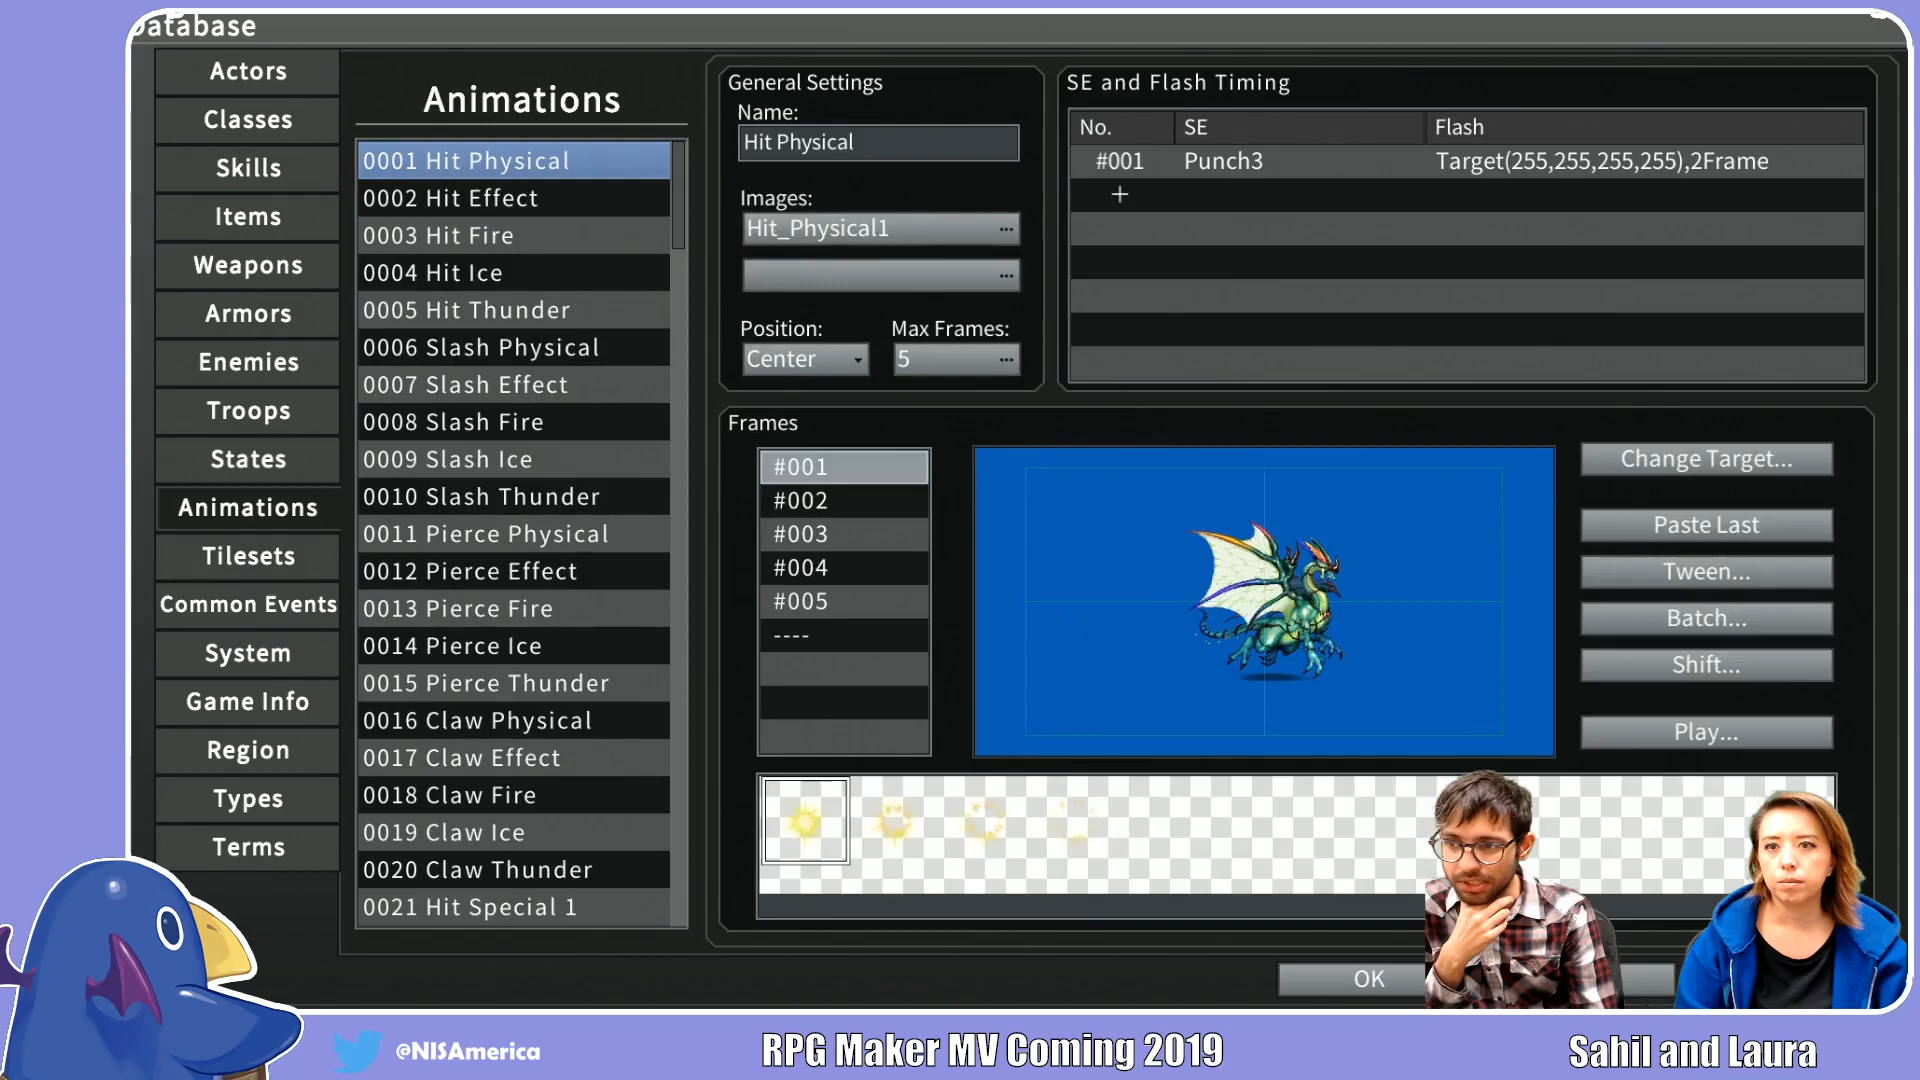 Database
Actors
Classes
Skills
Items
Weapons
Armors
Enemies
Troops
States
Animations
Tilesets
Common Events
System
Game Info
Region
Types
Terms
Animations
0001 Hit Physical
0002 Hit Effect
0003 Hit Fire
0004 Hit Ice
0005 Hit Thunder
0006 Slash Physical
0007 Slash Effect
0008 Slash Fire
0009 Slash Ice
0010 Slash Thunder
0011 Pierce Physical
0012 Pierce Effect
0013 Pierce Fire
0014 Pierce Ice
0015 Pierce Thunder
0016 Claw Physical
0017 Claw Effect
0018 Claw Fire
0019 Claw Ice
0020 Claw Thunder
0021 Hit Special 1
General Settings
Name:
Hit Physical
Images:
Hit_Physical1 ...
...
Position: Max Frames:
Center 5 ...
SE and Flash Timing
No. SE Flash
#001 Punch3 Target(255,255,255,255),2Frame
+
Frames
#001
#002
#003
#004
#005
----
Change Target...
Paste Last
Tween...
Batch...
Shift...
Play...
OK
@NISAmerica
RPG Maker MV Coming 2019
Sahil and Laura